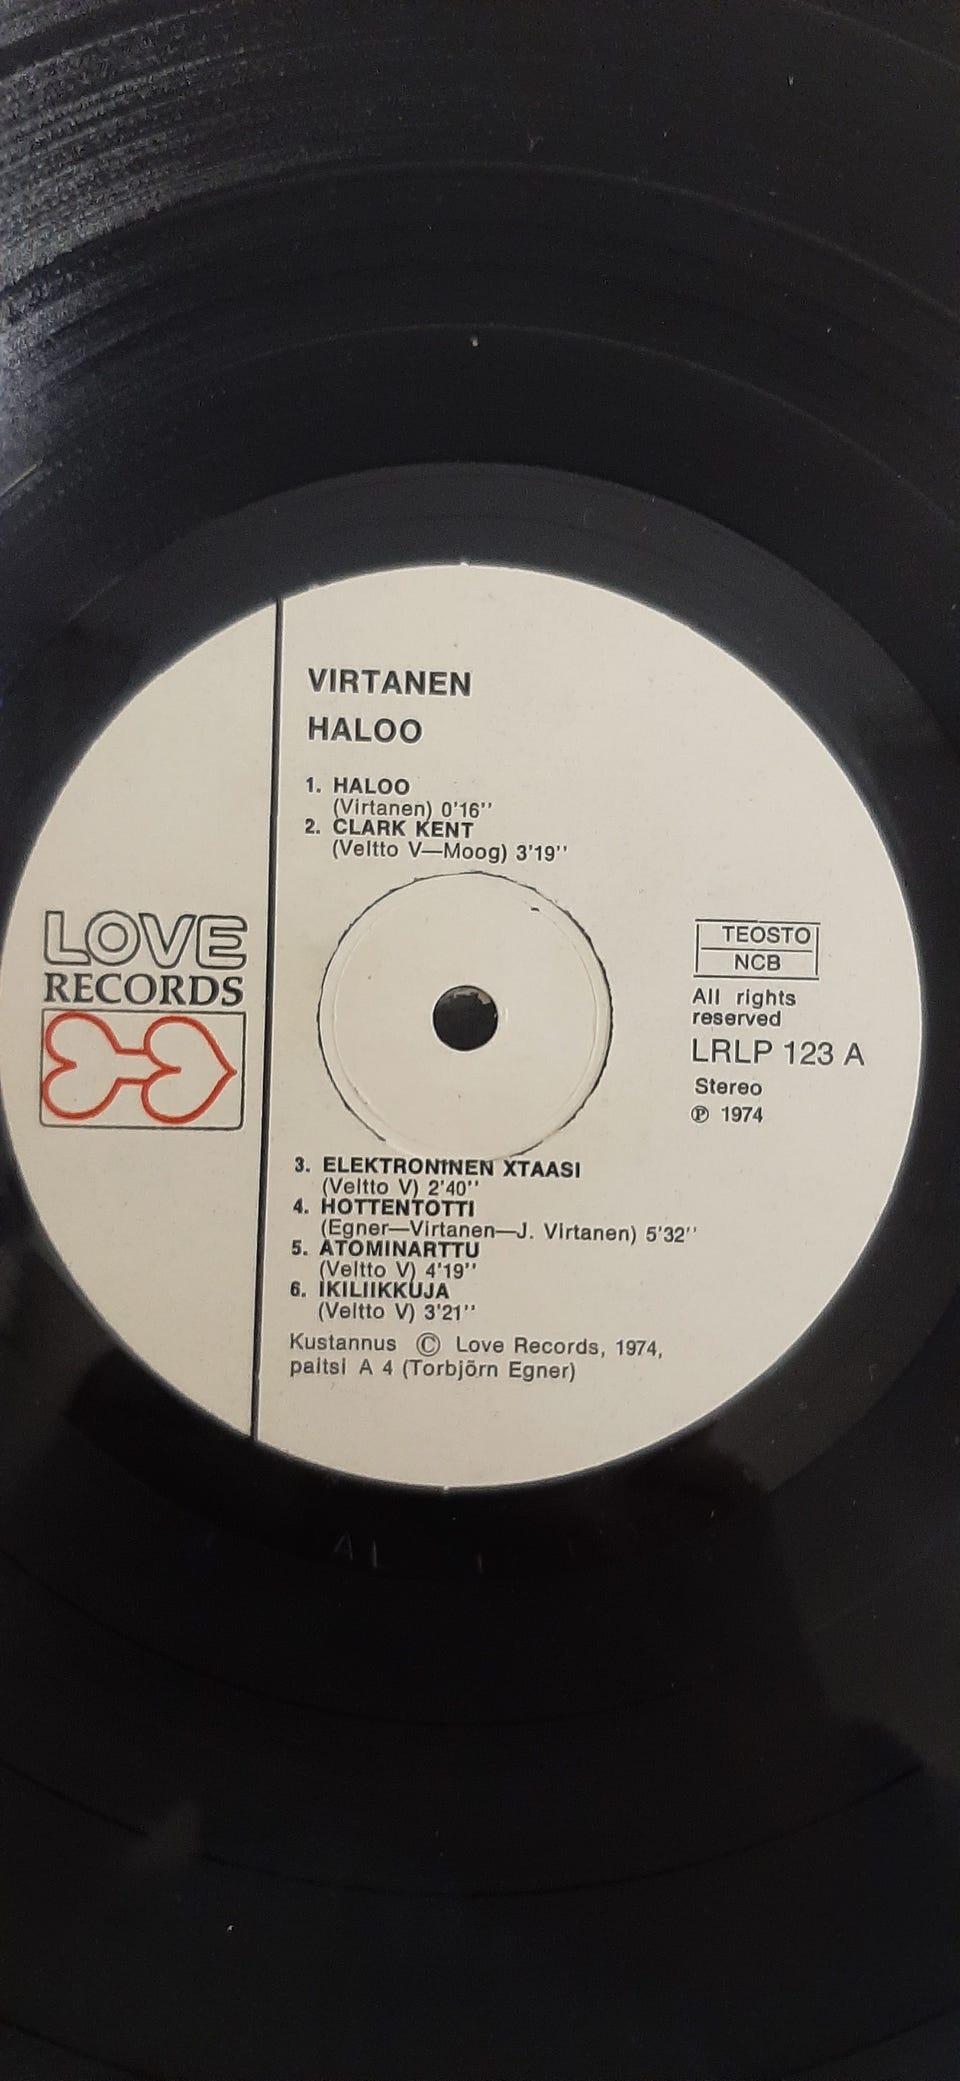 VIRTANEN
HALOO
1. HALOO
(Virtanen) 0'16''
2. CLARK KENT
(Veltto V—Moog) 3'19''
LOVE
RECORDS
TEOSTO
NCB
All rights
reserved
LRLP 123 A
Stereo
℗ 1974
3. ELEKTRONINEN XTAASI
(Veltto V) 2'40''
4. HOTTENTOTTI
(Egner—Virtanen—J. Virtanen) 5'32''
5. ATOMINARTTU
(Veltto V) 4'19''
6. IKILIIKKUJA
(Veltto V) 3'21''
Kustannus © Love Records, 1974,
paitsi A 4 (Torbjörn Egner)